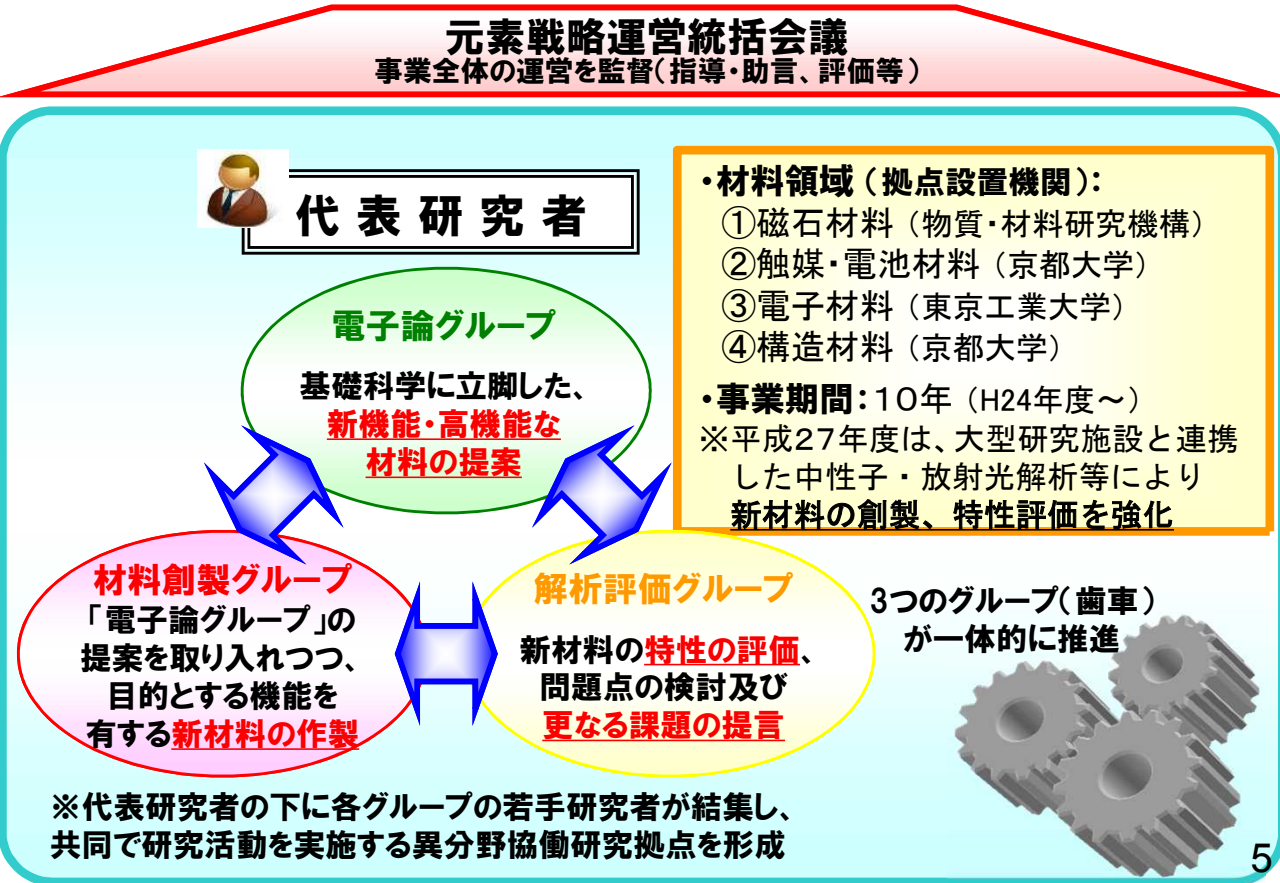 元素戦略運営統括会議
事業全体の運営を監督(指導・助言、評価等)
代表研究者
・材料領域(拠点設置機関):
①磁石材料(物質・材料研究機構)
②触媒・電池材料(京都大学)
③電子材料(東京工業大学)
④構造材料(京都大学)
・事業期間:10年(H24年度~)
※平成27年度は、大型研究施設と連携
した中性子・放射光解析等により
新材料の創製、特性評価を強化
電子論グループ
基礎科学に立脚した、
新機能・高機能な
材料の提案
材料創製グループ
「電子論グループ」の
提案を取り入れつつ、
目的とする機能を
有する新材料の作製
解析評価グループ
新材料の特性の評価、
問題点の検討及び
更なる課題の提言
3つのグループ(歯車)
が一体的に推進
※代表研究者の下に各グループの若手研究者が結集し、
共同で研究活動を実施する異分野協働研究拠点を形成
5